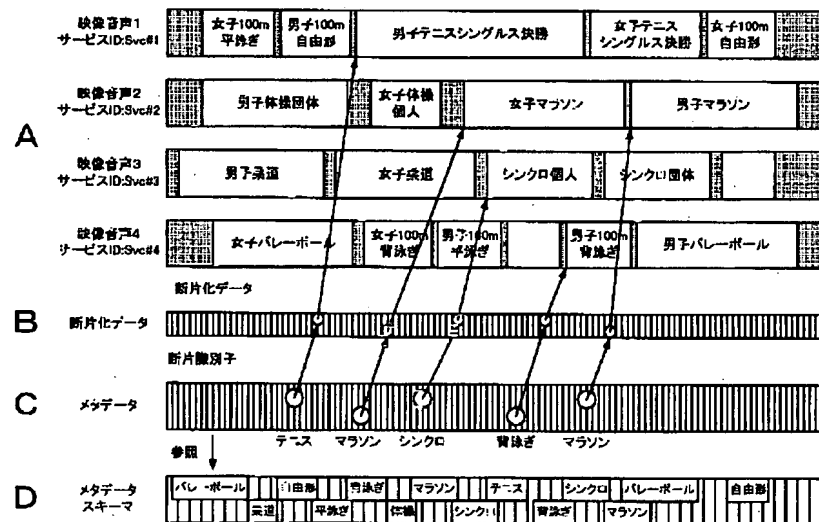 映像音声1
サービスID:Svc#1
女子100m
平泳ぎ
男子100m
自由形
男子テニスシングルス決勝
女子テニス
シングルス決勝
女子100m
自由形
A
映像音声2
サービスID:Svc#2
男子体操団体
女子体操
個人
女子マラソン
男子マラソン
映像音声3
サービスID:Svc#3
男子柔道
女子柔道
シンクロ個人
シンクロ団体
映像音声4
サービスID:Svc#4
女子バレーボール
女子100m
背泳ぎ
男子100m
平泳ぎ
男子100m
背泳ぎ
男子バレーボール
断片化データ
B
断片化データ
断片識別子
C
メタデータ
テニス
マラソン
シンクロ
背泳ぎ
マラソン
参照
D
メタデータ
スキーマ
バレーボール
自由形
背泳ぎ
マラソン
テニス
シンクロ
バレーボール
自由形
柔道
平泳ぎ
体操
シンクロ
背泳ぎ
マラソン